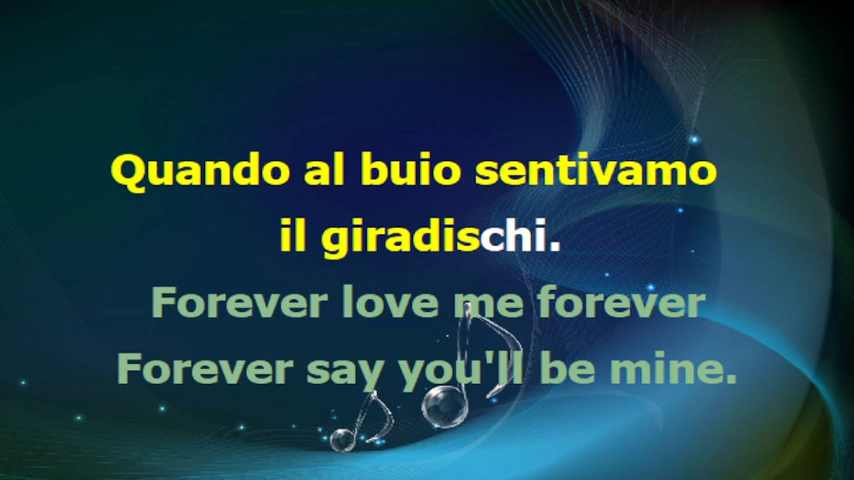 Quando al buio sentivamo
il giradischi.
Forever love me forever
Forever say you'll be mine.